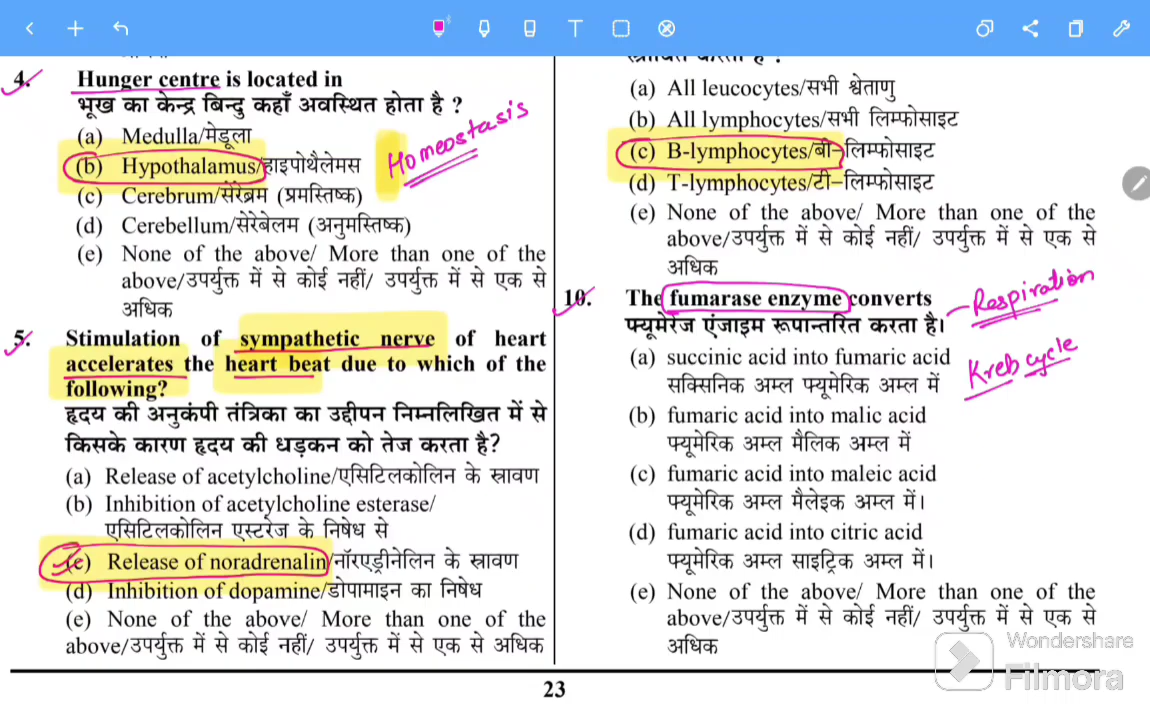 4. Hunger centre is located in
भूख का केन्द्र बिन्दु कहाँ अवस्थित होता है ?
(a) Medulla/मेडूला
(b) Hypothalamus/हाइपोथैलेमस
Homeostasis
(c) Cerebrum/सेरेब्रम (प्रमस्तिष्क)
(d) Cerebellum/सेरेबेलम (अनुमस्तिष्क)
(e) None of the above/ More than one of the
above/उपर्युक्त में से कोई नहीं/ उपर्युक्त में से एक से
अधिक
5. Stimulation of sympathetic nerve of heart
accelerates the heart beat due to which of the
following?
हृदय की अनुकंपी तंत्रिका का उद्दीपन निम्नलिखित में से
किसके कारण हृदय की धड़कन को तेज करता है?
(a) Release of acetylcholine/एसिटिलकोलिन के स्रावण
(b) Inhibition of acetylcholine esterase/
एसिटिलकोलिन एस्टरेज के निषेध से
(c) Release of noradrenalin/नॉरएड्रीनेलिन के स्रावण
(d) Inhibition of dopamine/डोपामाइन का निषेध
(e) None of the above/ More than one of the
above/उपर्युक्त में से कोई नहीं/ उपर्युक्त में से एक से अधिक
(a) All leucocytes/सभी श्वेताणु
(b) All lymphocytes/सभी लिम्फोसाइट
(c) B-lymphocytes/बी-लिम्फोसाइट
(d) T-lymphocytes/टी-लिम्फोसाइट
(e) None of the above/ More than one of the
above/उपर्युक्त में से कोई नहीं/ उपर्युक्त में से एक से
अधिक
10. The fumarase enzyme converts
Respiration
फ्यूमेरेज एंजाइम रूपान्तरित करता है।
(a) succinic acid into fumaric acid
सक्सिनिक अम्ल फ्यूमेरिक अम्ल में
Kreb cycle
(b) fumaric acid into malic acid
फ्यूमेरिक अम्ल मैलिक अम्ल में
(c) fumaric acid into maleic acid
फ्यूमेरिक अम्ल मैलेइक अम्ल में।
(d) fumaric acid into citric acid
फ्यूमेरिक अम्ल साइट्रिक अम्ल में।
(e) None of the above/ More than one of the
above/उपर्युक्त में से कोई नहीं/ उपर्युक्त में से एक से
अधिक
Wondershare
Filmora
23